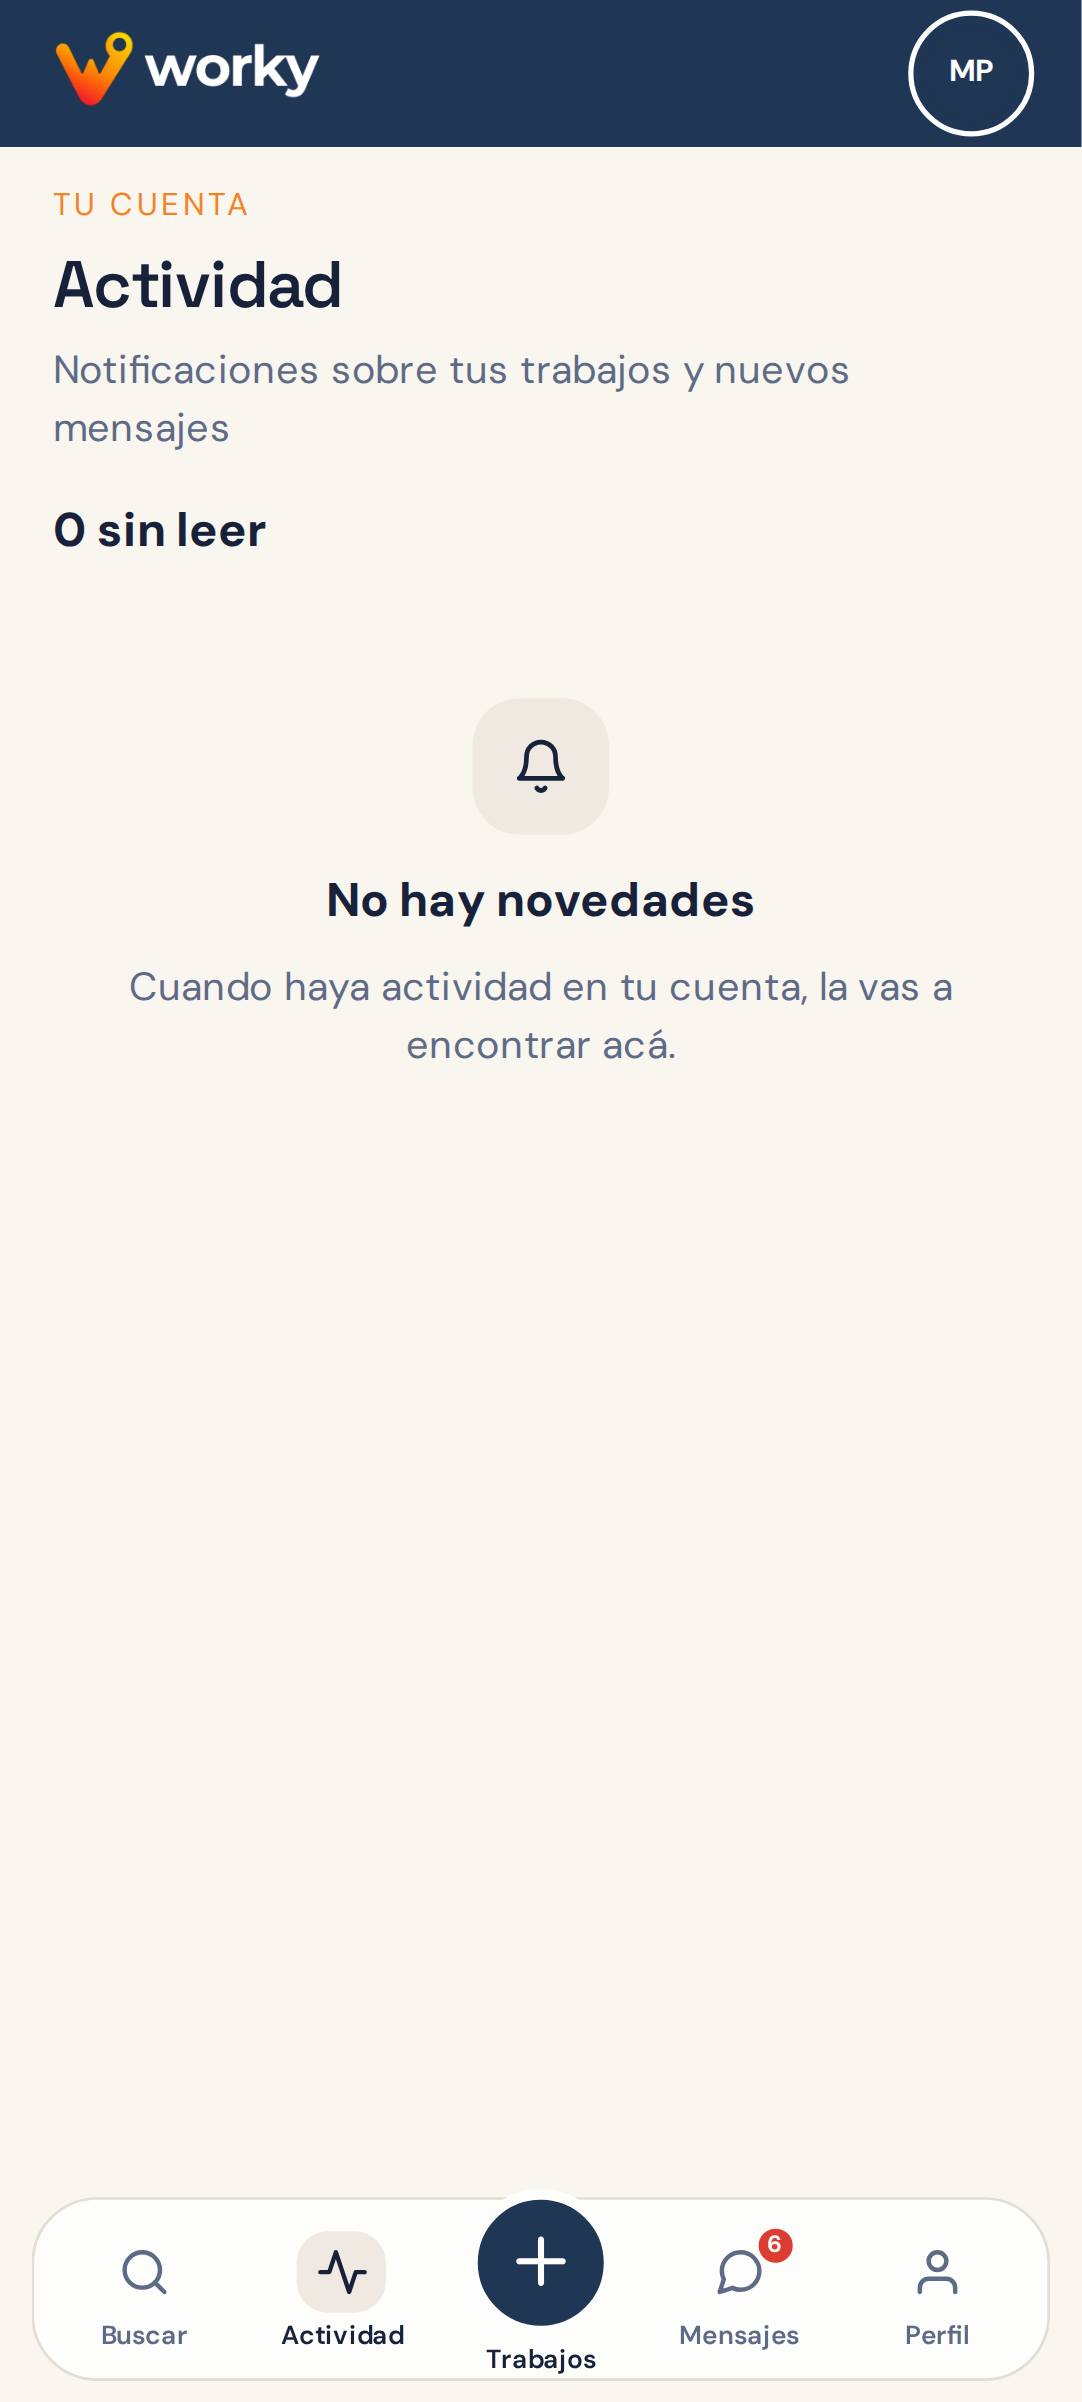 worky
MP
TU CUENTA
Actividad
Notificaciones sobre tus trabajos y nuevos
mensajes
0 sin leer
No hay novedades
Cuando haya actividad en tu cuenta, la vas a
encontrar acá.
6
Buscar
Actividad
Trabajos
Mensajes
Perfil